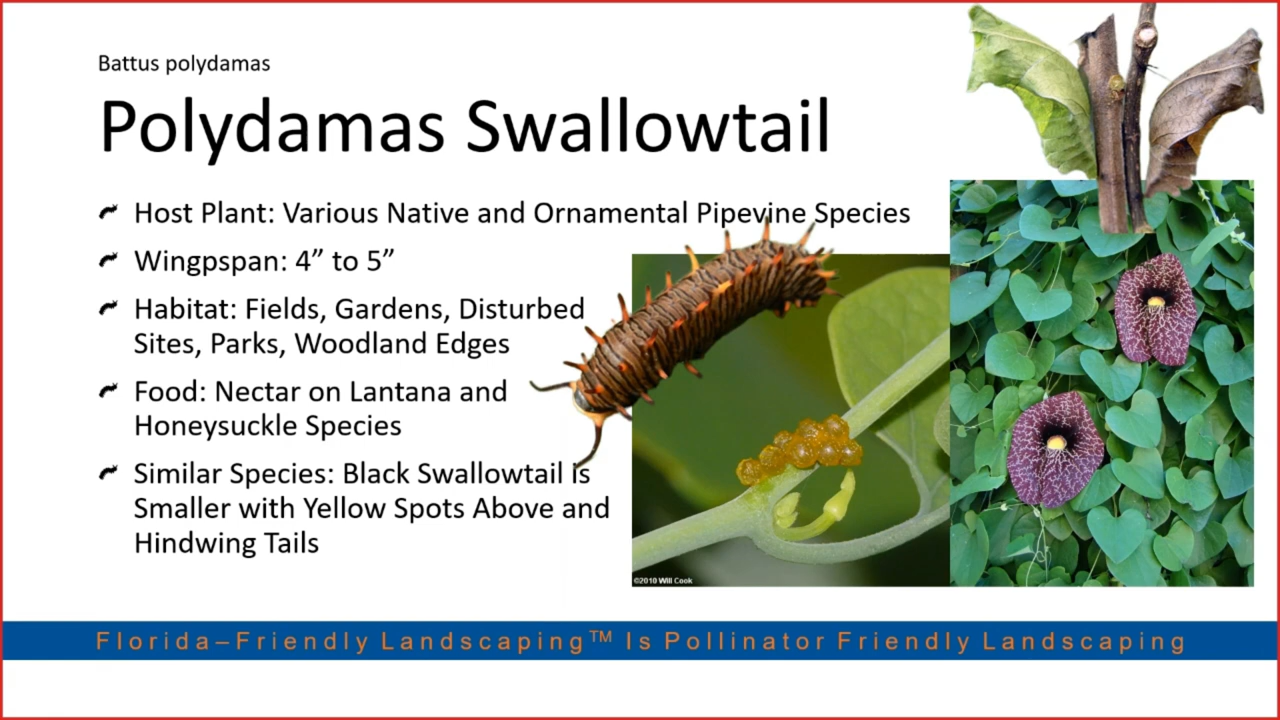 Battus polydamas
Polydamas Swallowtail
Host Plant: Various Native and Ornamental Pipevine Species
Wingpspan: 4” to 5”
Habitat: Fields, Gardens, Disturbed
Sites, Parks, Woodland Edges
Food: Nectar on Lantana and
Honeysuckle Species
Similar Species: Black Swallowtail is
Smaller with Yellow Spots Above and
Hindwing Tails
©2010 Will Cook
Florida–Friendly Landscaping™ Is Pollinator Friendly Landscaping